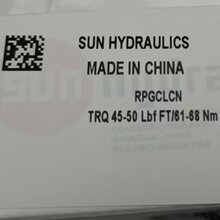 SUN HYDRAULICS
MADE IN CHINA
RPGCLCN
TRQ 45-50 Lbf FT/61-68 Nm